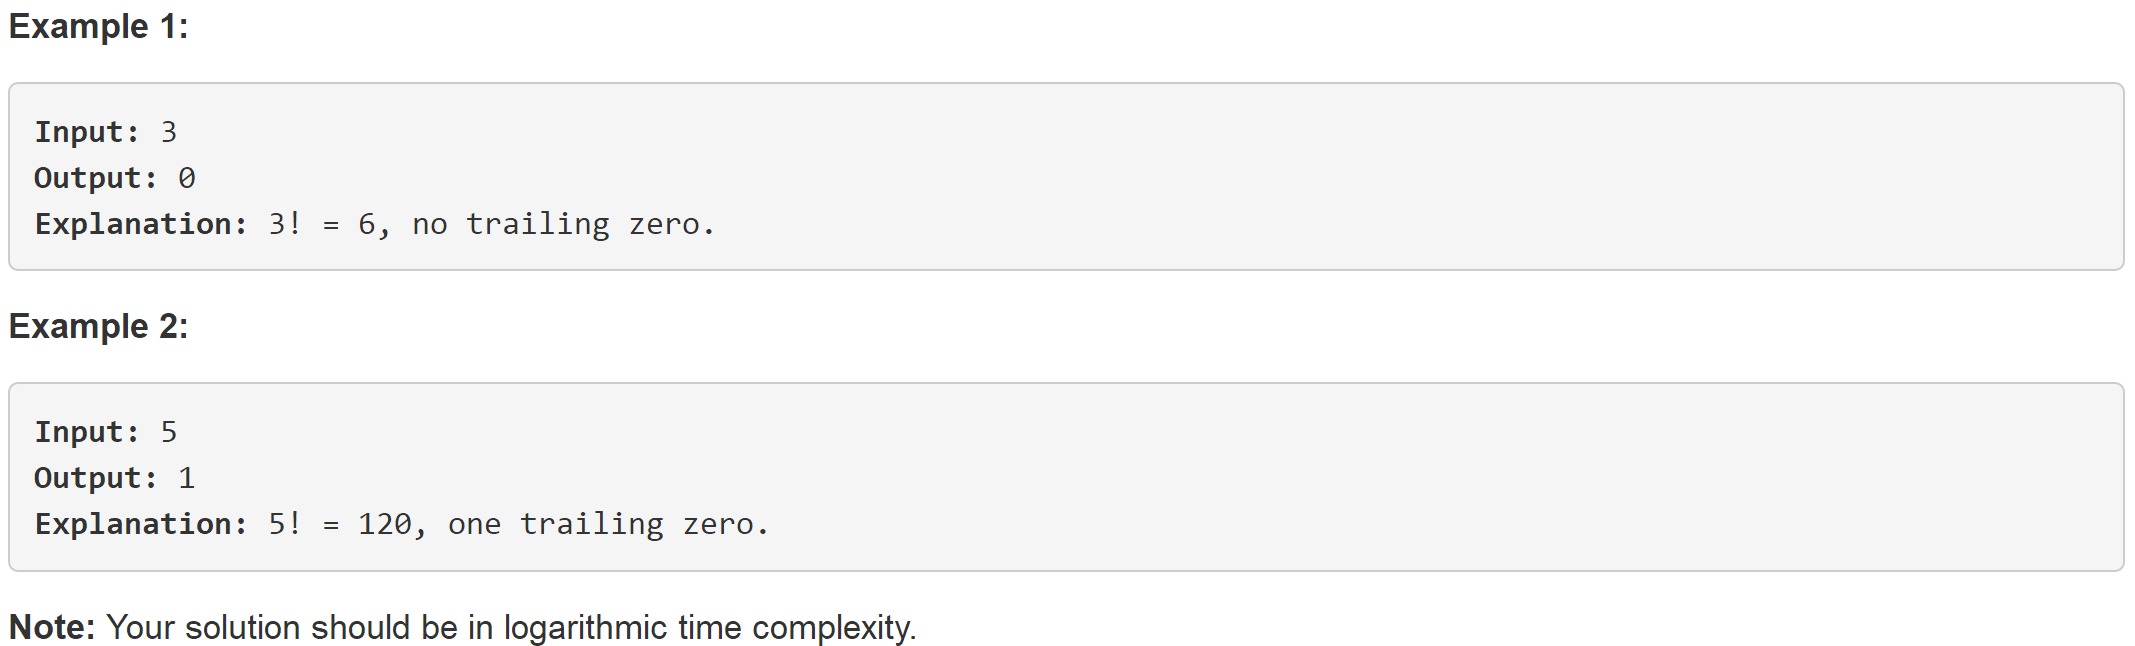 Example 1:
Input: 3
Output: 0
Explanation: 3! = 6, no trailing zero.
Example 2:
Input: 5
Output: 1
Explanation: 5! = 120, one trailing zero.
Note: Your solution should be in logarithmic time complexity.